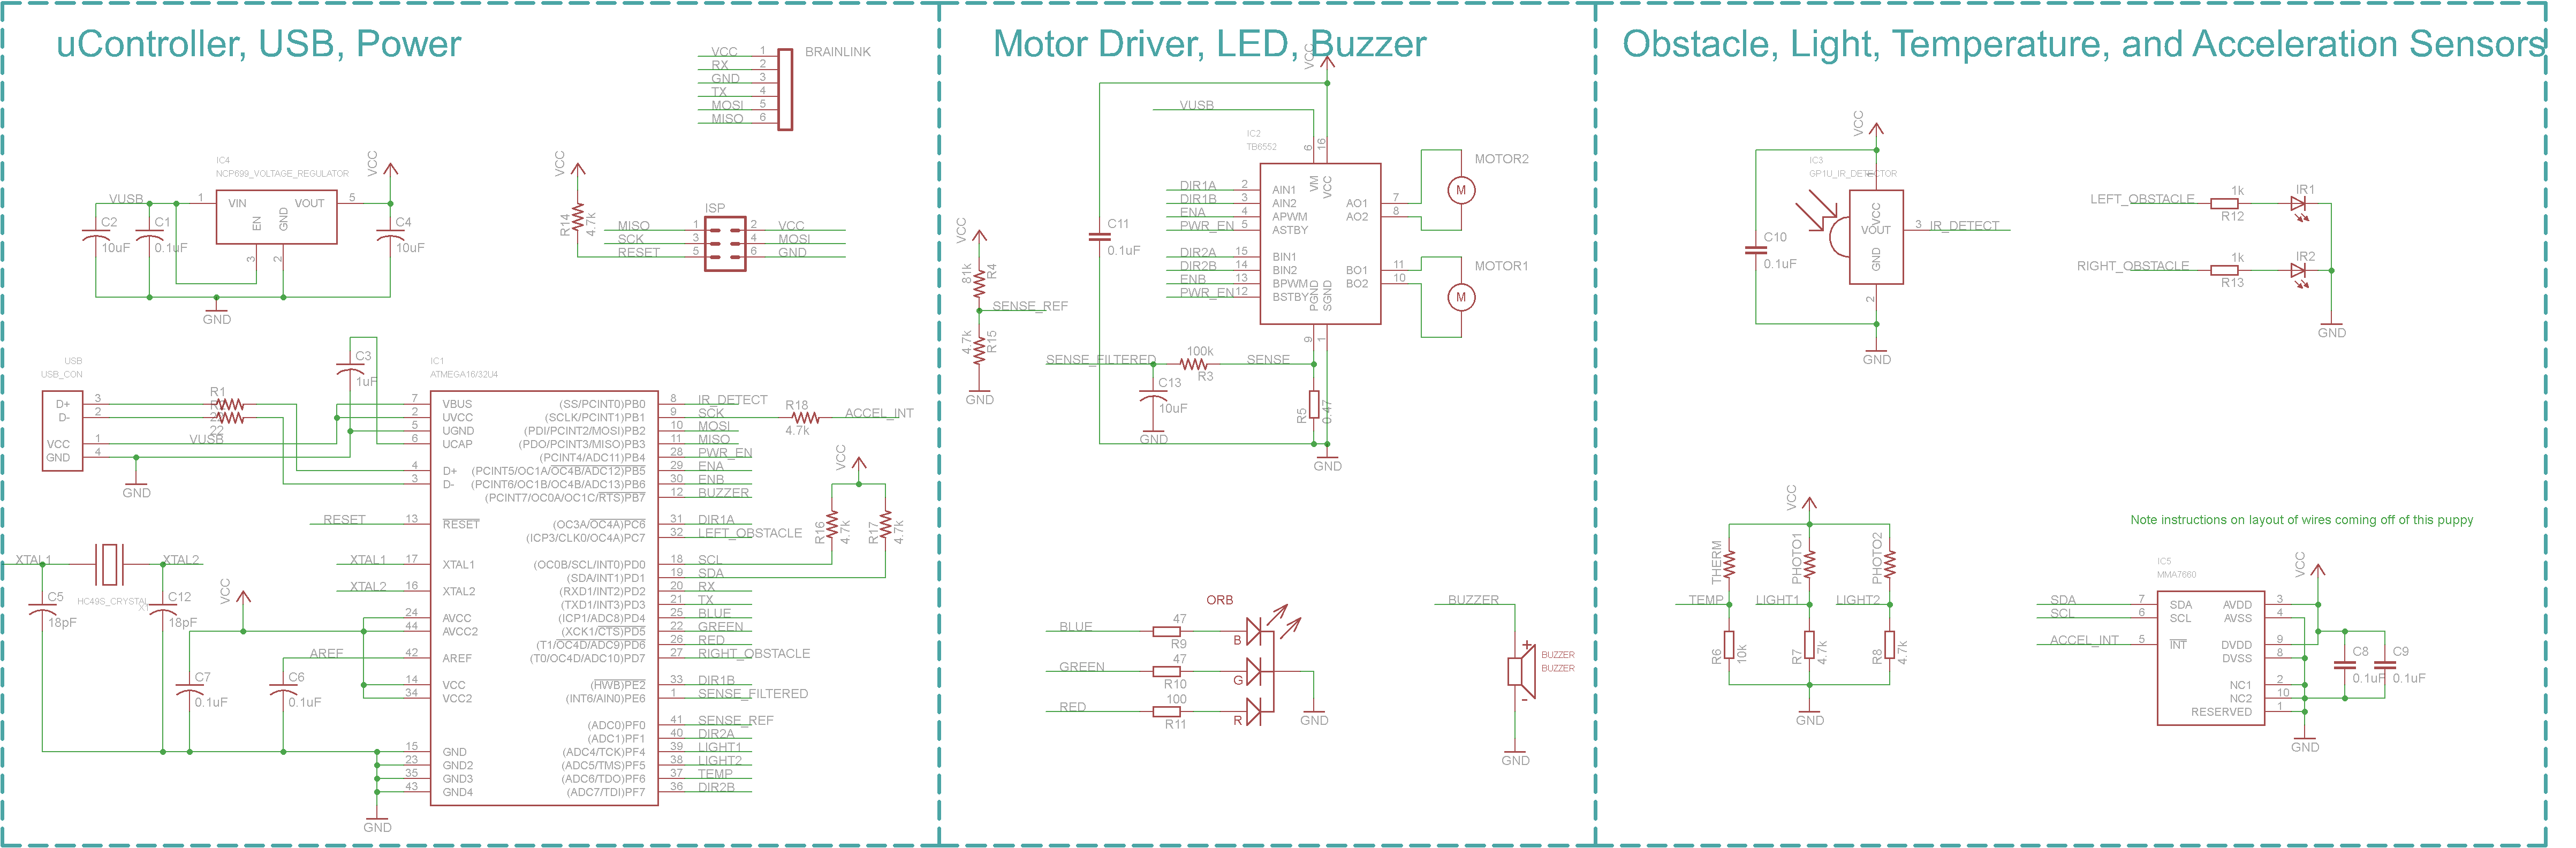 uController, USB, Power
VCC 1 BRAINLINK
RX 2
GND 3
TX 4
MOSI 5
MISO 6
IC4
NCP699_VOLTAGE_REGULATOR
VCC
VUSB 1 VIN VOUT 5
EN GND
3 2
C2
10uF
C1
0.1uF
C4
10uF
GND
VCC
R14
4.7k
ISP
MISO 1 2 VCC
SCK 3 4 MOSI
RESET 5 6 GND
USB
USB_CON
D+ 3
D- 2
VCC 1 VUSB
GND 4
GND
R1
22
C3
1uF
IC1
ATMEGA16/32U4
7 VBUS
2 UVCC
5 UGND
6 UCAP
4 D+
3 D-
RESET 13 RESET
XTAL1 17 XTAL1
XTAL2 16 XTAL2
24 AVCC
44 AVCC2
AREF 42 AREF
14 VCC
34 VCC2
15 GND
23 GND2
35 GND3
43 GND4
GND
XTAL1 XTAL2
HC49S_CRYSTAL
C5
18pF
C12
18pF
VCC
C7
0.1uF
C6
0.1uF
(SS/PCINT0)PB0 8 IR_DETECT
(SCLK/PCINT1)PB1 9 SCK
R18
4.7k
ACCEL_INT
(PDI/PCINT2/MOSI)PB2 10 MOSI
(PDO/PCINT3/MISO)PB3 11 MISO
(PCINT4/ADC11)PB4 28 PWR_EN
(PCINT5/OC1A/OC4B/ADC12)PB5 29 ENA
(PCINT6/OC1B/OC4B/ADC13)PB6 30 ENB
(PCINT7/OC0A/OC1C/RTS)PB7 12 BUZZER
(OC3A/OC4A)PC6 31 DIR1A
(ICP3/CLK0/OC4A)PC7 32 LEFT_OBSTACLE
(OC0B/SCL/INT0)PD0 18 SCL
(SDA/INT1)PD1 19 SDA
(RXD1/INT2)PD2 20 RX
(TXD1/INT3)PD3 21 TX
(ICP1/ADC8)PD4 25 BLUE
(XCK1/CTS)PD5 22 GREEN
(T1/OC4D/ADC9)PD6 26 RED
(T0/OC4D/ADC10)PD7 27 RIGHT_OBSTACLE
(HWB)PE2 33 DIR1B
(INT6/AIN0)PE6 1 SENSE_FILTERED
(ADC0)PF0 41 SENSE_REF
(ADC1)PF1 40 DIR2A
(ADC4/TCK)PF4 39 LIGHT1
(ADC5/TMS)PF5 38 LIGHT2
(ADC6/TDO)PF6 37 TEMP
(ADC7/TDI)PF7 36 DIR2B
VCC
R16
4.7k
R17
4.7k
Motor Driver, LED, Buzzer
VCC
VUSB
IC2
TB6552
6 16
VM VCC
DIR1A 2 AIN1
DIR1B 3 AIN2
ENA 4 APWM
PWR_EN 5 ASTBY
DIR2A 15 BIN1
DIR2B 14 BIN2
ENB 13 BPWM
PWR_EN 12 BSTBY
PGND SGND
9 1
AO1 7
AO2 8
BO1 11
BO2 10
MOTOR2
M
MOTOR1
M
C11
0.1uF
VCC
81k
R4
SENSE_REF
4.7k
R15
GND
SENSE_FILTERED 100k SENSE
R3
C13
10uF
GND
R5
0.47
GND
ORB
BLUE 47 B
R9
GREEN 47 G
R10
RED 100 R
R11
GND
BUZZER
+ BUZZER
BUZZER
-
GND
Obstacle, Light, Temperature, and Acceleration Sensors
VCC
IC3
GP1U_IR_DETECTOR
1
VCC
VOUT 3 IR_DETECT
GND
2
C10
0.1uF
GND
LEFT_OBSTACLE 1k IR1
R12
RIGHT_OBSTACLE 1k IR2
R13
GND
VCC
THERM PHOTO1 PHOTO2
TEMP LIGHT1 LIGHT2
R6 10k R7 4.7k R8 4.7k
GND
Note instructions on layout of wires coming off of this puppy
IC5
MMA7660
VCC
SDA 7 SDA AVDD 3
SCL 6 SCL AVSS 4
ACCEL_INT 5 INT DVDD 9
DVSS 8
NC1 2
NC2 10
RESERVED 1
C8
0.1uF
C9
0.1uF
GND